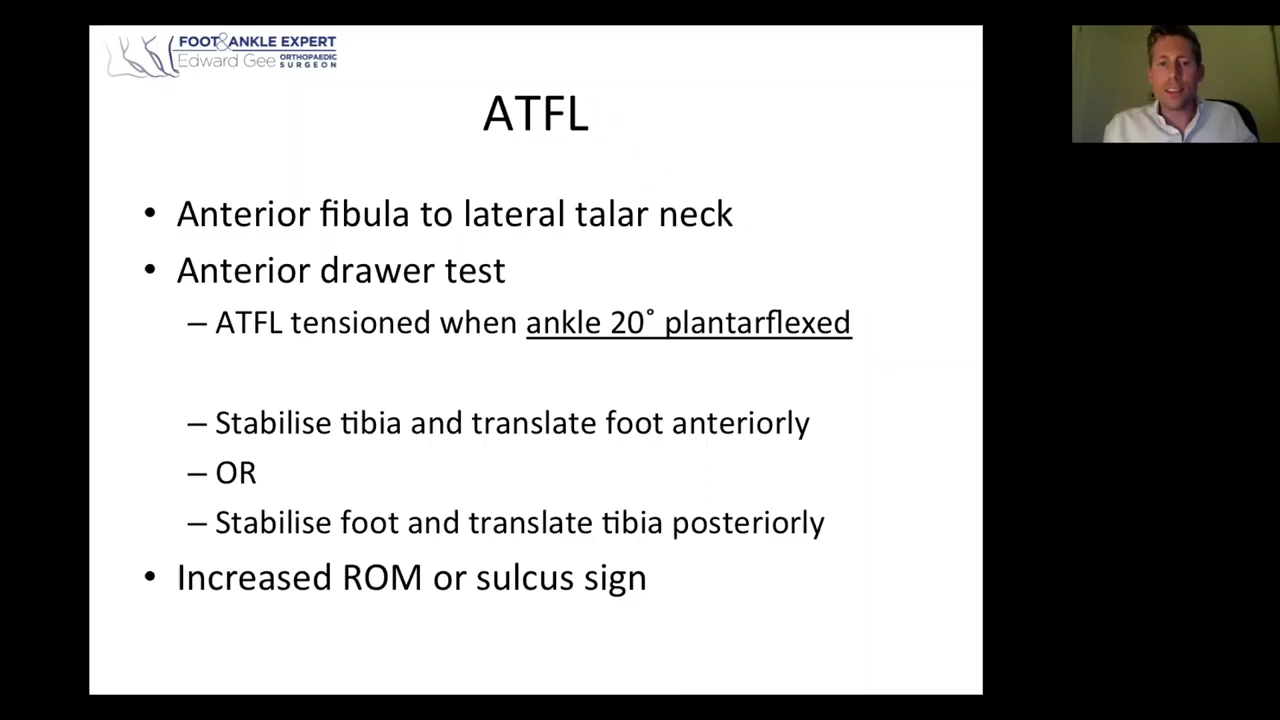 FOOT & ANKLE EXPERT
Edward Gee ORTHOPAEDIC SURGEON
ATFL
• Anterior fibula to lateral talar neck
• Anterior drawer test
– ATFL tensioned when ankle 20˚ plantarflexed
– Stabilise tibia and translate foot anteriorly
– OR
– Stabilise foot and translate tibia posteriorly
• Increased ROM or sulcus sign